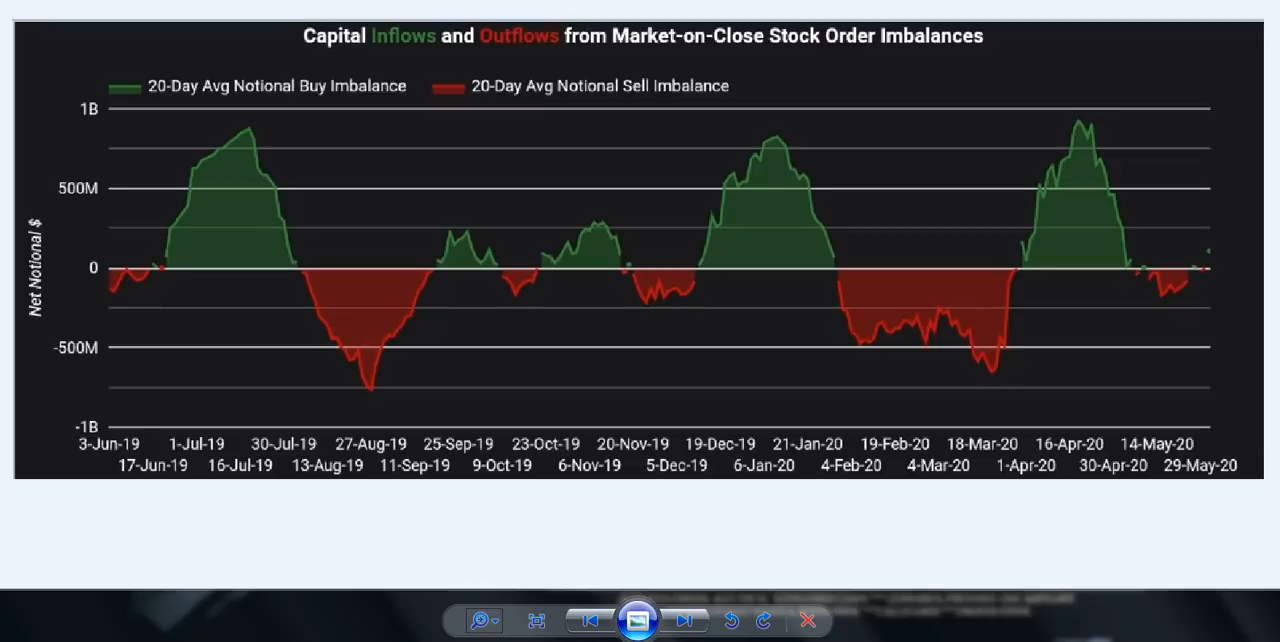 Capital Inflows and Outflows from Market-on-Close Stock Order Imbalances
20-Day Avg Notional Buy Imbalance 20-Day Avg Notional Sell Imbalance
1B
500M
0
-500M
-1B
Net Notional $
3-Jun-19 1-Jul-19 30-Jul-19 27-Aug-19 25-Sep-19 23-Oct-19 20-Nov-19 19-Dec-19 21-Jan-20 19-Feb-20 18-Mar-20 16-Apr-20 14-May-20
17-Jun-19 16-Jul-19 13-Aug-19 11-Sep-19 9-Oct-19 6-Nov-19 5-Dec-19 6-Jan-20 4-Feb-20 4-Mar-20 1-Apr-20 30-Apr-20 29-May-20